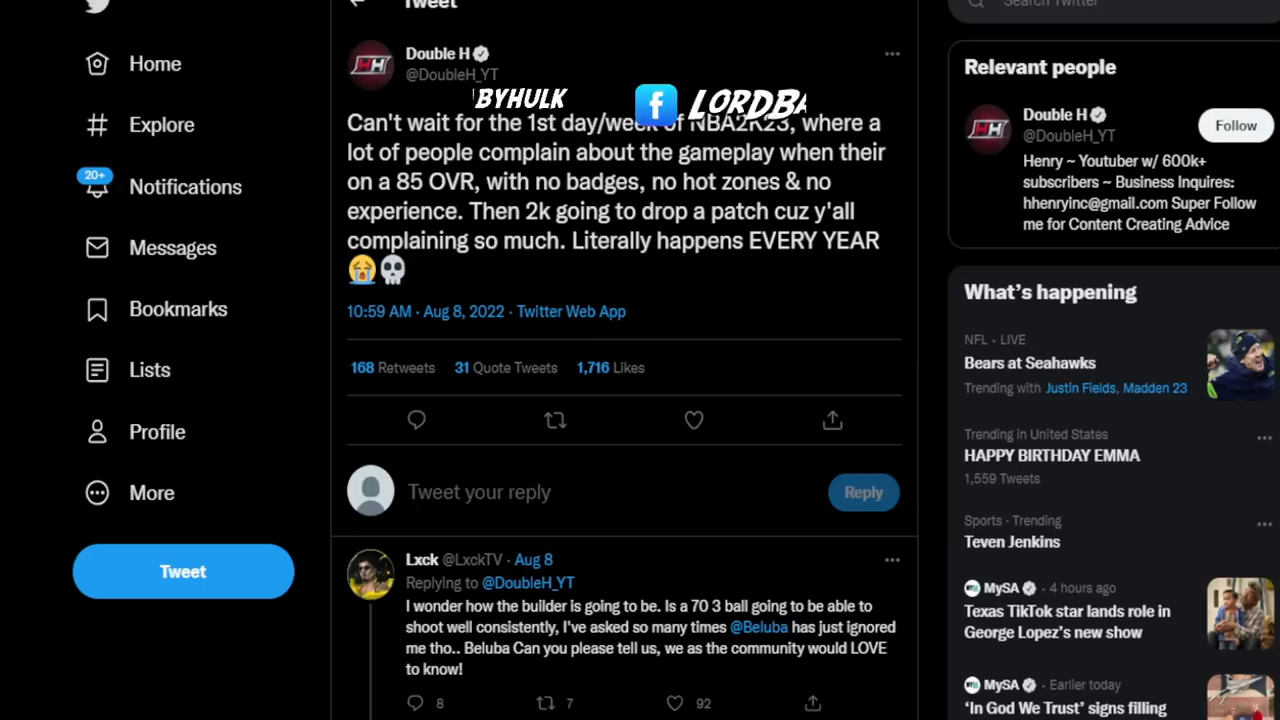 Tweet
Search Twitter
Home
Explore
20+
Notifications
Messages
Bookmarks
Lists
Profile
More
Tweet
Double H
@DoubleH_YT
BYHULK
f LORDBA
Can't wait for the 1st day/week of NBA2K23, where a
lot of people complain about the gameplay when their
on a 85 OVR, with no badges, no hot zones & no
experience. Then 2k going to drop a patch cuz y'all
complaining so much. Literally happens EVERY YEAR
😭💀
10:59 AM · Aug 8, 2022 · Twitter Web App
168 Retweets 31 Quote Tweets 1,716 Likes
Tweet your reply
Reply
Lxck @LxckTV · Aug 8
Replying to @DoubleH_YT
I wonder how the builder is going to be. Is a 70 3 ball going to be able to
shoot well consistently, I've asked so many times @Beluba has just ignored
me tho.. Beluba Can you please tell us, we as the community would LOVE
to know!
8 7 92
Relevant people
Double H
@DoubleH_YT
Follow
Henry ~ Youtuber w/ 600k+
subscribers ~ Business Inquires:
hhenryinc@gmail.com Super Follow
me for Content Creating Advice
What's happening
NFL · LIVE
Bears at Seahawks
Trending with Justin Fields, Madden 23
Trending in United States
HAPPY BIRTHDAY EMMA
1,559 Tweets
Sports · Trending
Teven Jenkins
MySA · 4 hours ago
Texas TikTok star lands role in
George Lopez's new show
MySA · Earlier today
'In God We Trust' signs filling